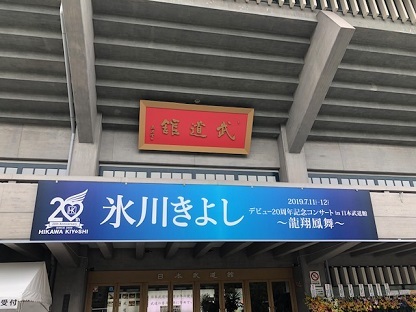 武道館
20th
HIKAWA KIYOSHI
氷川きよし
2019.7.11〜12
デビュー20周年記念コンサート in 日本武道館
〜龍翔鳳舞〜
日本武道館
受付